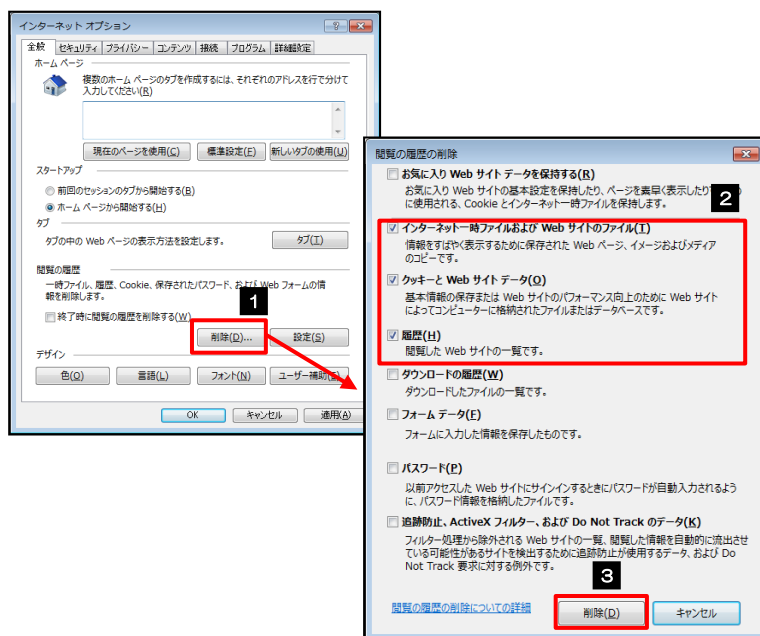 インターネット オプション
全般 セキュリティ プライバシー コンテンツ 接続 プログラム 詳細設定
ホーム ページ
複数のホーム ページのタブを作成するには、それぞれのアドレスを行で分けて
入力してください(R)
現在のページを使用(C) 標準設定(F) 新しいタブの使用(U)
スタートアップ
前回のセッションのタブから開始する(B)
ホーム ページから開始する(H)
タブ
タブの中の Web ページの表示方法を設定します。 タブ(T)
閲覧の履歴
一時ファイル、履歴、Cookie、保存されたパスワード、および Web フォームの情
報を削除します。
1
終了時に閲覧の履歴を削除する(W)
削除(D)... 設定(S)
デザイン
色(O) 言語(L) フォント(N) ユーザー補助(E)
OK キャンセル 適用(A)
閲覧の履歴の削除
お気に入り Web サイト データを保持する(R)
お気に入り Web サイトの基本設定を保持したり、ページを素早く表示したり
に使用される、Cookie とインターネット一時ファイルを保持します。
2
インターネット一時ファイルおよび Web サイトのファイル(I)
情報をすばやく表示するために保存された Web ページ、イメージおよびメディア
のコピーです。
クッキーと Web サイト データ(O)
基本情報の保存または Web サイトのパフォーマンス向上のために Web サイト
によってコンピューターに格納されたファイルまたはデータベースです。
履歴(H)
閲覧した Web サイトの一覧です。
ダウンロードの履歴(W)
ダウンロードしたファイルの一覧です。
フォーム データ(F)
フォームに入力した情報を保存したものです。
パスワード(P)
以前アクセスした Web サイトにサインインするときにパスワードが自動入力されるよう
に、パスワード情報を格納したファイルです。
追跡防止、ActiveX フィルター、および Do Not Track のデータ(K)
フィルター処理から除外される Web サイトの一覧、閲覧した情報を自動的に流出させ
ている可能性があるサイトを検出するために追跡防止が使用するデータ、および Do
Not Track 要求に対する例外です。
3
閲覧の履歴の削除についての詳細 削除(D) キャンセル